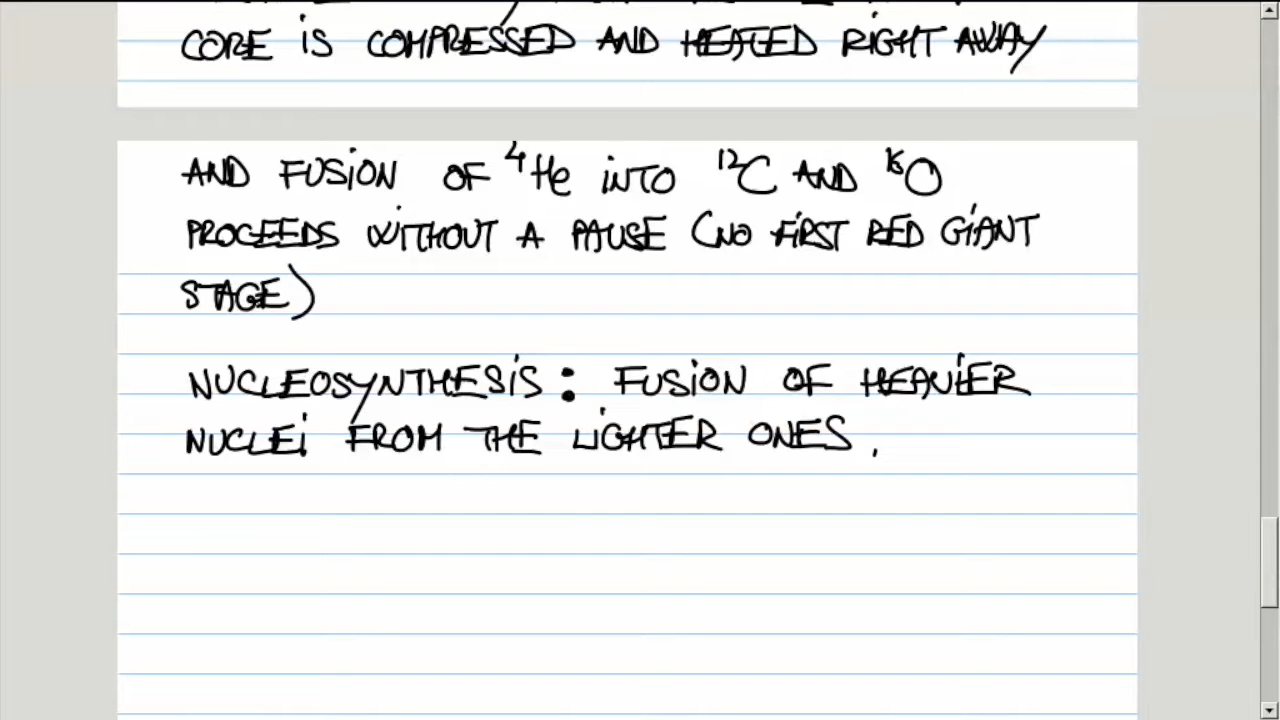 CORE IS COMPRESSED AND HEATED RIGHT AWAY
AND FUSION OF ⁴He INTO ¹²C AND ¹⁶O
PROCEEDS WITHOUT A PAUSE (NO FIRST RED GIANT
STAGE)
NUCLEOSYNTHESIS: FUSION OF HEAVIER
NUCLEI FROM THE LIGHTER ONES.